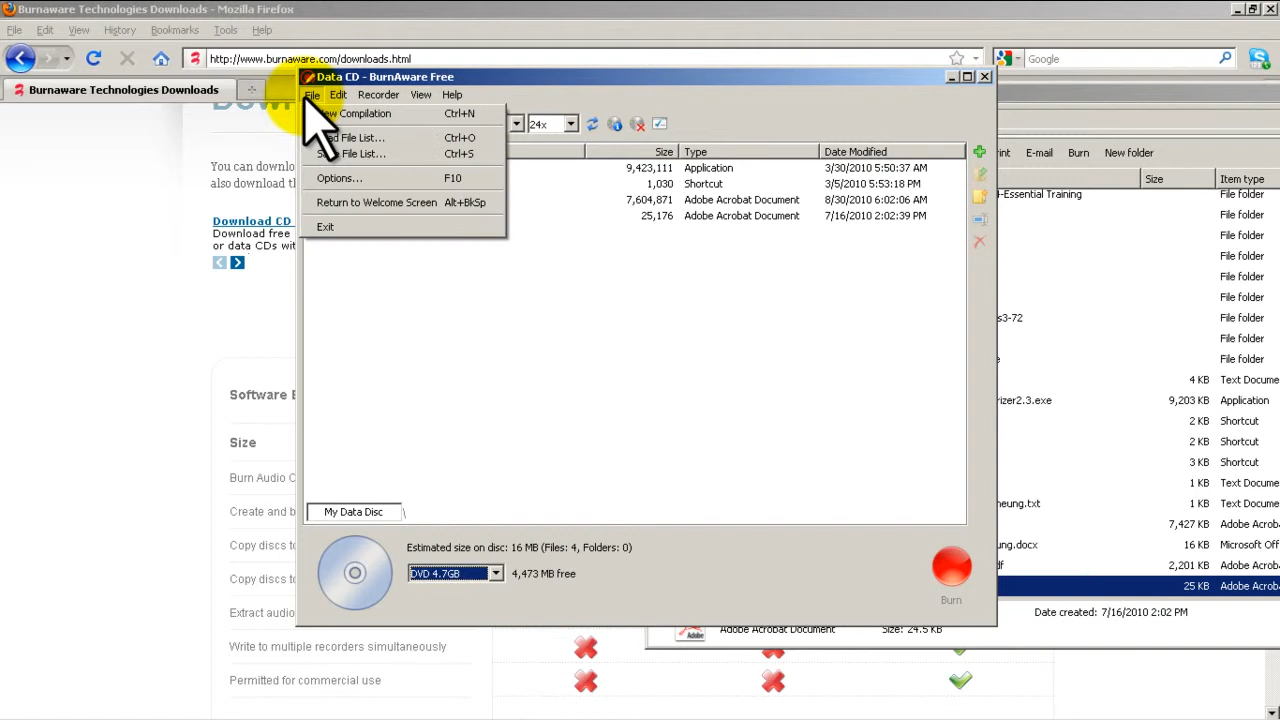 Burnaware Technologies Downloads - Mozilla Firefox
File Edit View History Bookmarks Tools Help
http://www.burnaware.com/downloads.html
Google
Burnaware Technologies Downloads
Data CD - BurnAware Free
File Edit Recorder View Help
Compilation Ctrl+N
24x
File List... Ctrl+O
File List... Ctrl+S
Options... F10
Return to Welcome Screen Alt+BkSp
Exit
Size Type Date Modified
9,423,111 Application 3/30/2010 5:50:37 AM
1,030 Shortcut 3/5/2010 5:53:18 PM
7,604,871 Adobe Acrobat Document 8/30/2010 6:02:06 AM
25,176 Adobe Acrobat Document 7/16/2010 2:02:39 PM
You can downlo
also download th
Download CD
Download free
or data CDs wit
E-mail Burn New folder
Size Item type
-Essential Training File folder
File folder
File folder
File folder
File folder
File folder
s3-72 File folder
File folder
File folder
4 KB Text Docume
rizer2.3.exe 9,203 KB Application
2 KB Shortcut
2 KB Shortcut
3 KB Shortcut
1 KB Text Docume
eung.txt 1 KB Text Docume
7,427 KB Adobe Acrob
eung.docx 16 KB Microsoft Off
df 2,201 KB Adobe Acrob
25 KB Adobe Acrob
Date created: 7/16/2010 2:02 PM
Adobe Acrobat Document Size: 24.5 KB
My Data Disc \
Estimated size on disc: 16 MB (Files: 4, Folders: 0)
DVD 4.7GB 4,473 MB free
Burn
Software
Size
Burn Audio C
Create and b
Copy discs to
Copy discs to
Extract audio
Write to multiple recorders simultaneously
Permitted for commercial use
Adobe